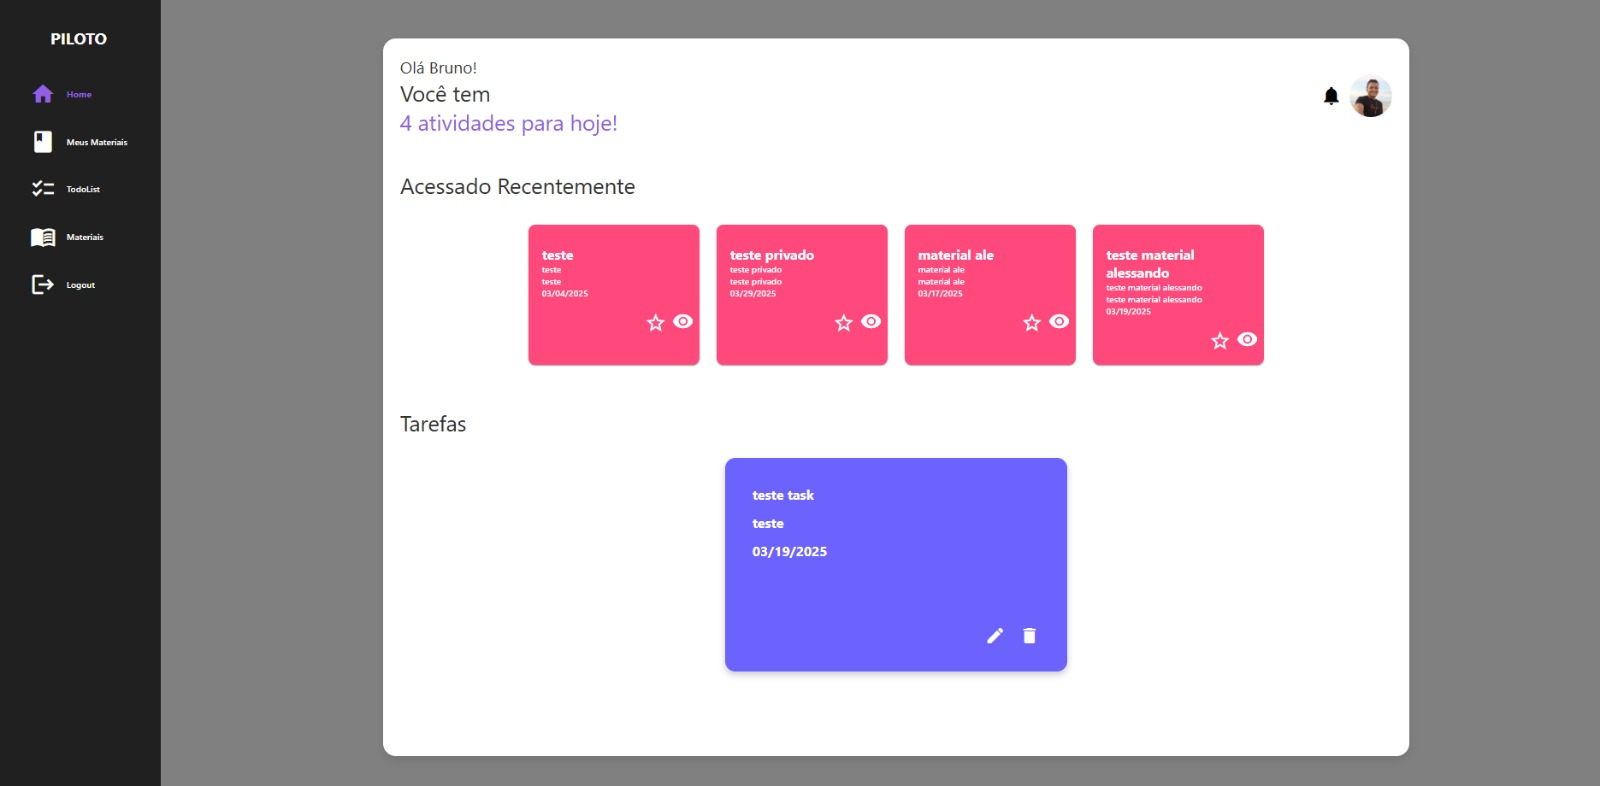 PILOTO
Home
Meus Materiais
TodoList
Materiais
Logout
Olá Bruno!
Você tem
4 atividades para hoje!
Acessado Recentemente
teste
teste
teste
03/04/2025
teste privado
teste privado
teste privado
03/29/2025
material ale
material ale
material ale
03/17/2025
teste material
alessando
teste material alessando
teste material alessando
03/19/2025
Tarefas
teste task
teste
03/19/2025